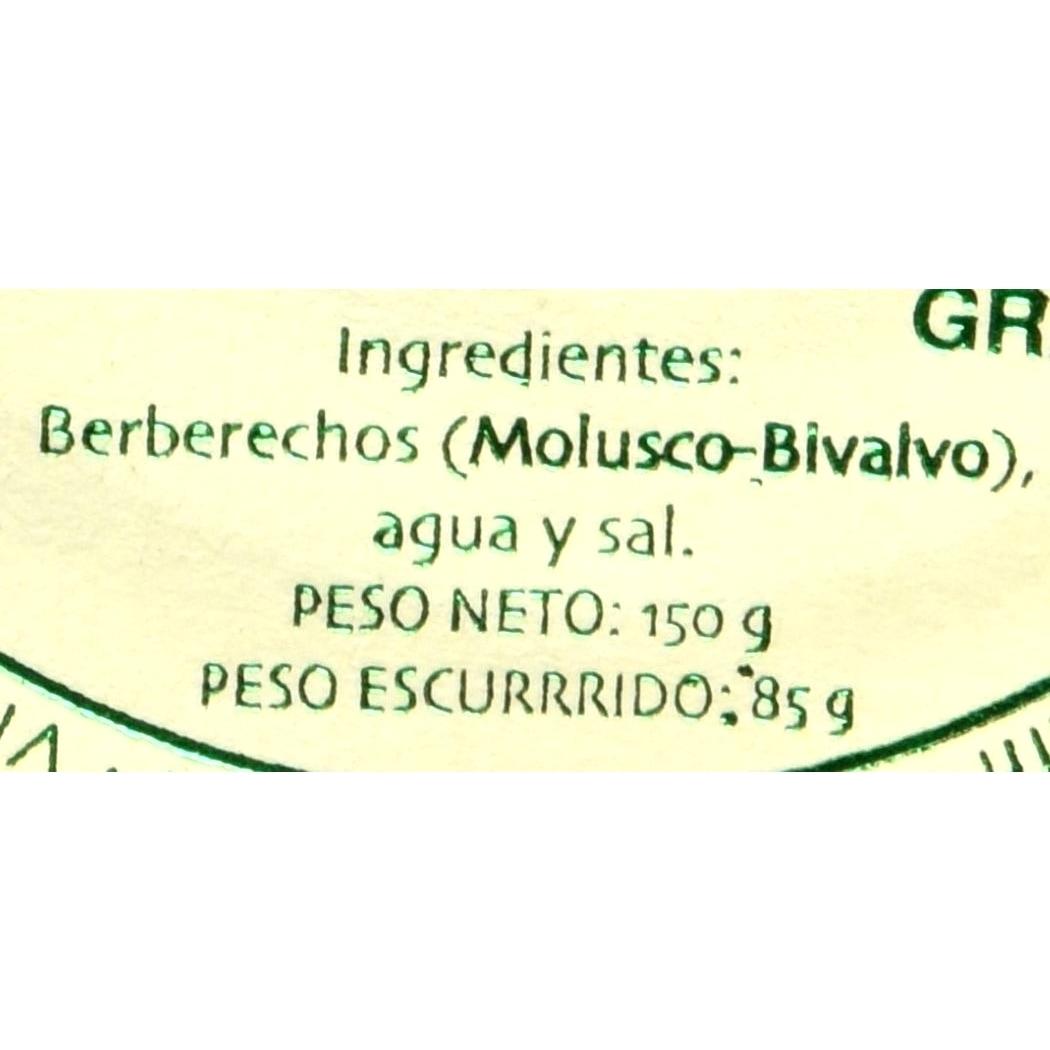 GR
Ingredientes:
Berberechos (Molusco-Bivalvo),
agua y sal.
PESO NETO: 150 g
PESO ESCURRRIDO: 85 g